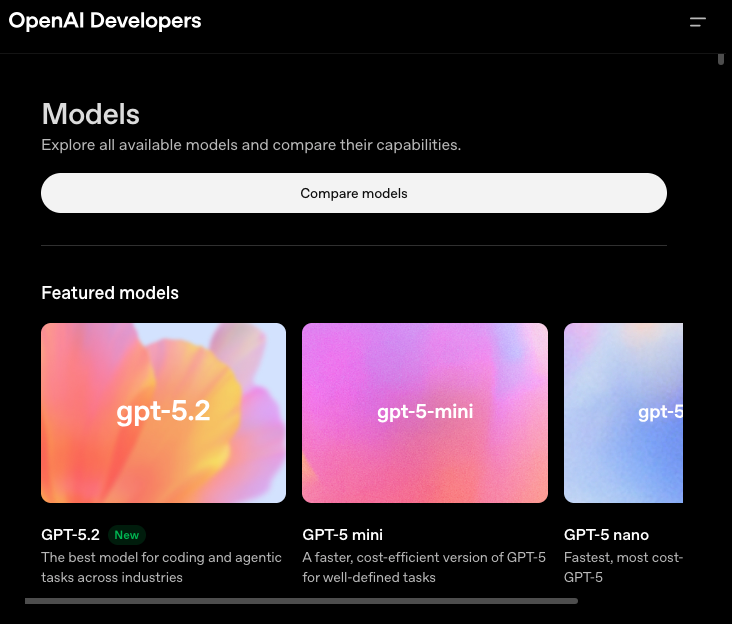 OpenAI Developers
Models
Explore all available models and compare their capabilities.
Compare models
Featured models
gpt-5.2
gpt-5-mini
gpt-5
GPT-5.2 New
The best model for coding and agentic
tasks across industries
GPT-5 mini
A faster, cost-efficient version of GPT-5
for well-defined tasks
GPT-5 nano
Fastest, most cost-
GPT-5